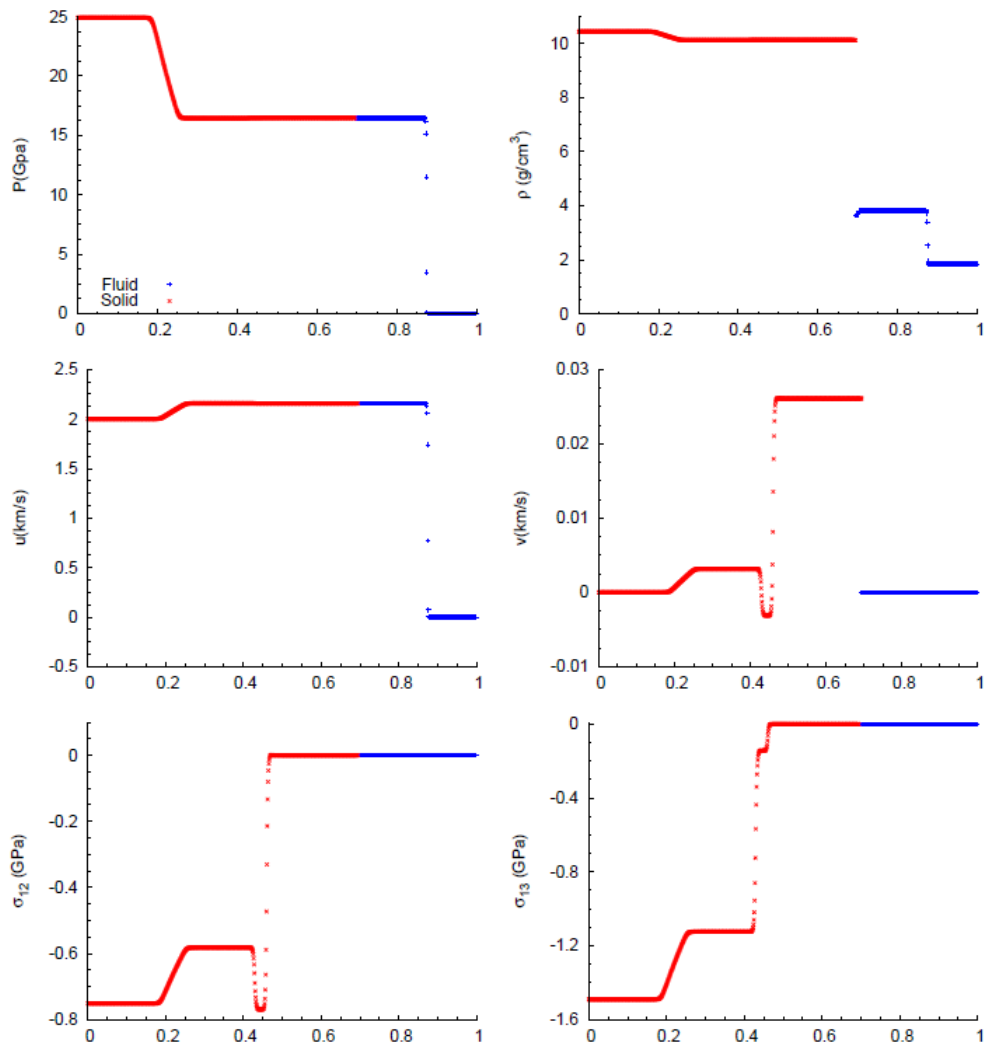 25
20
15
10
5
0
P(Gpa)
Fluid
Solid
0 0.2 0.4 0.6 0.8 1
10
8
6
4
2
0
ρ (g/cm³)
0 0.2 0.4 0.6 0.8 1
2.5
2
1.5
1
0.5
0
-0.5
u(km/s)
0 0.2 0.4 0.6 0.8 1
0.03
0.02
0.01
0
-0.01
v(km/s)
0 0.2 0.4 0.6 0.8 1
0
-0.2
-0.4
-0.6
-0.8
σ₁₂ (GPa)
0 0.2 0.4 0.6 0.8 1
0
-0.4
-0.8
-1.2
-1.6
σ₁₃ (GPa)
0 0.2 0.4 0.6 0.8 1